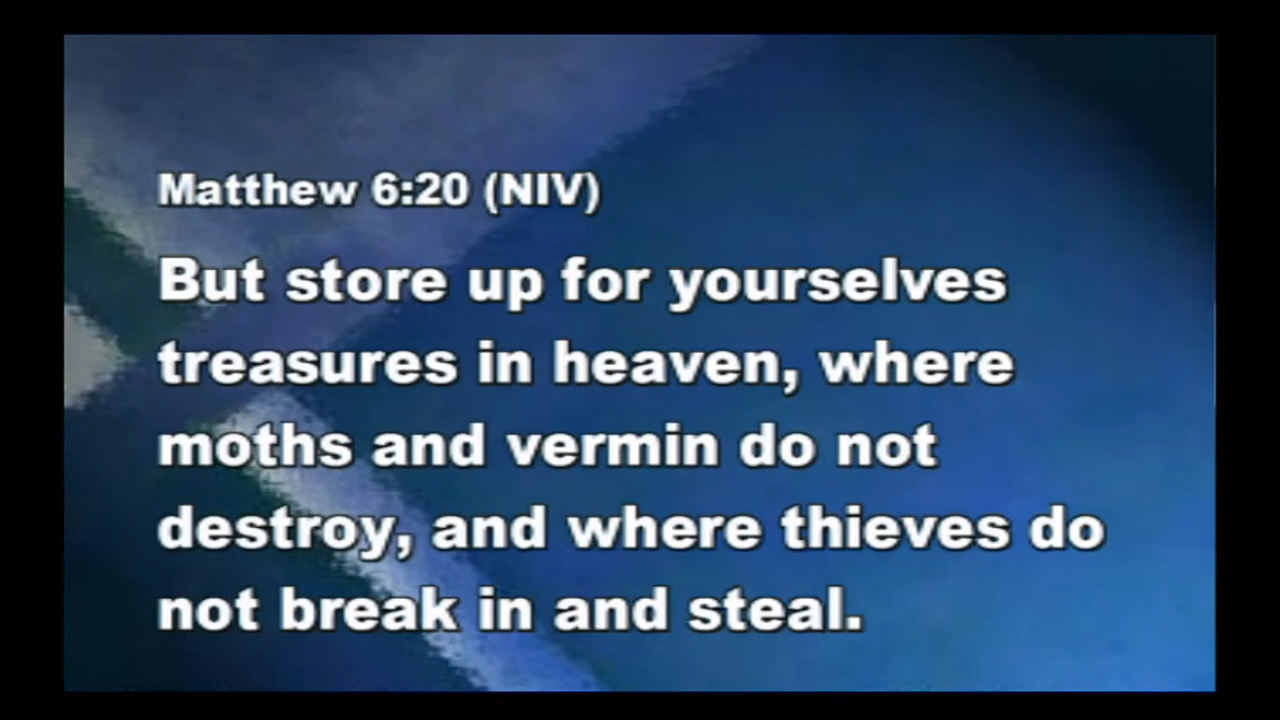 Matthew 6:20 (NIV)
But store up for yourselves
treasures in heaven, where
moths and vermin do not
destroy, and where thieves do
not break in and steal.